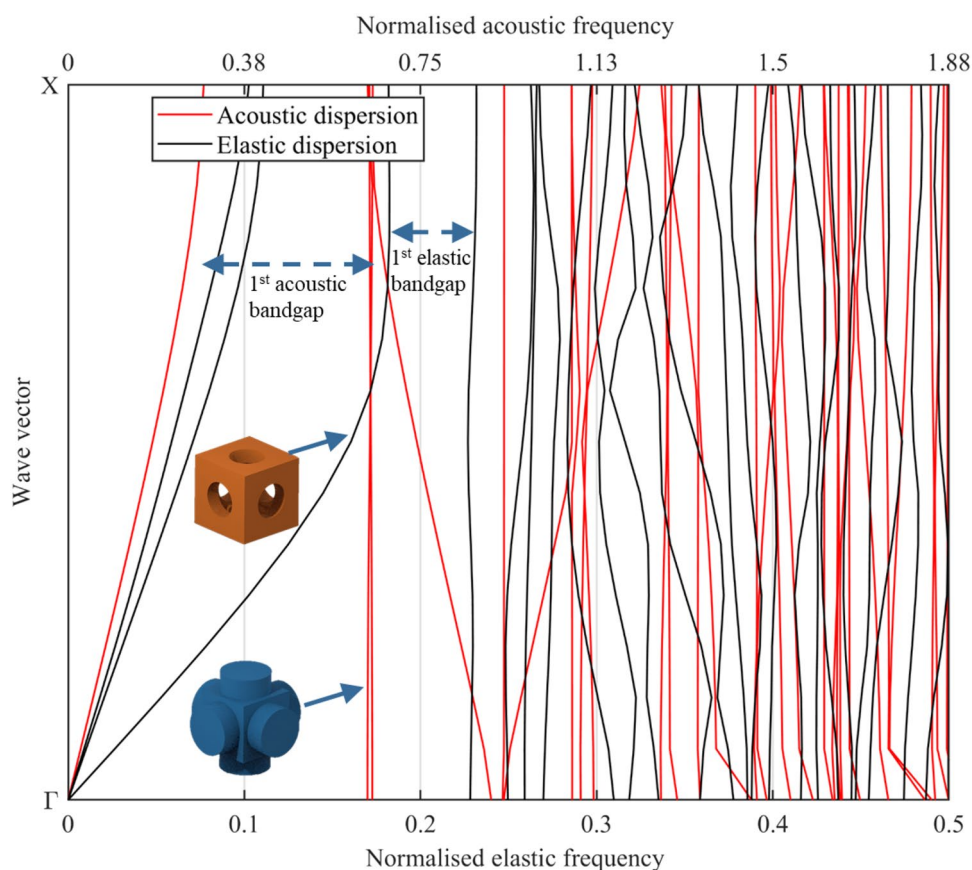 Normalised acoustic frequency
0 0.38 0.75 1.13 1.5 1.88
X
Acoustic dispersion
Elastic dispersion
1st elastic
bandgap
1st acoustic
bandgap
Wave vector
Γ
0 0.1 0.2 0.3 0.4 0.5
Normalised elastic frequency